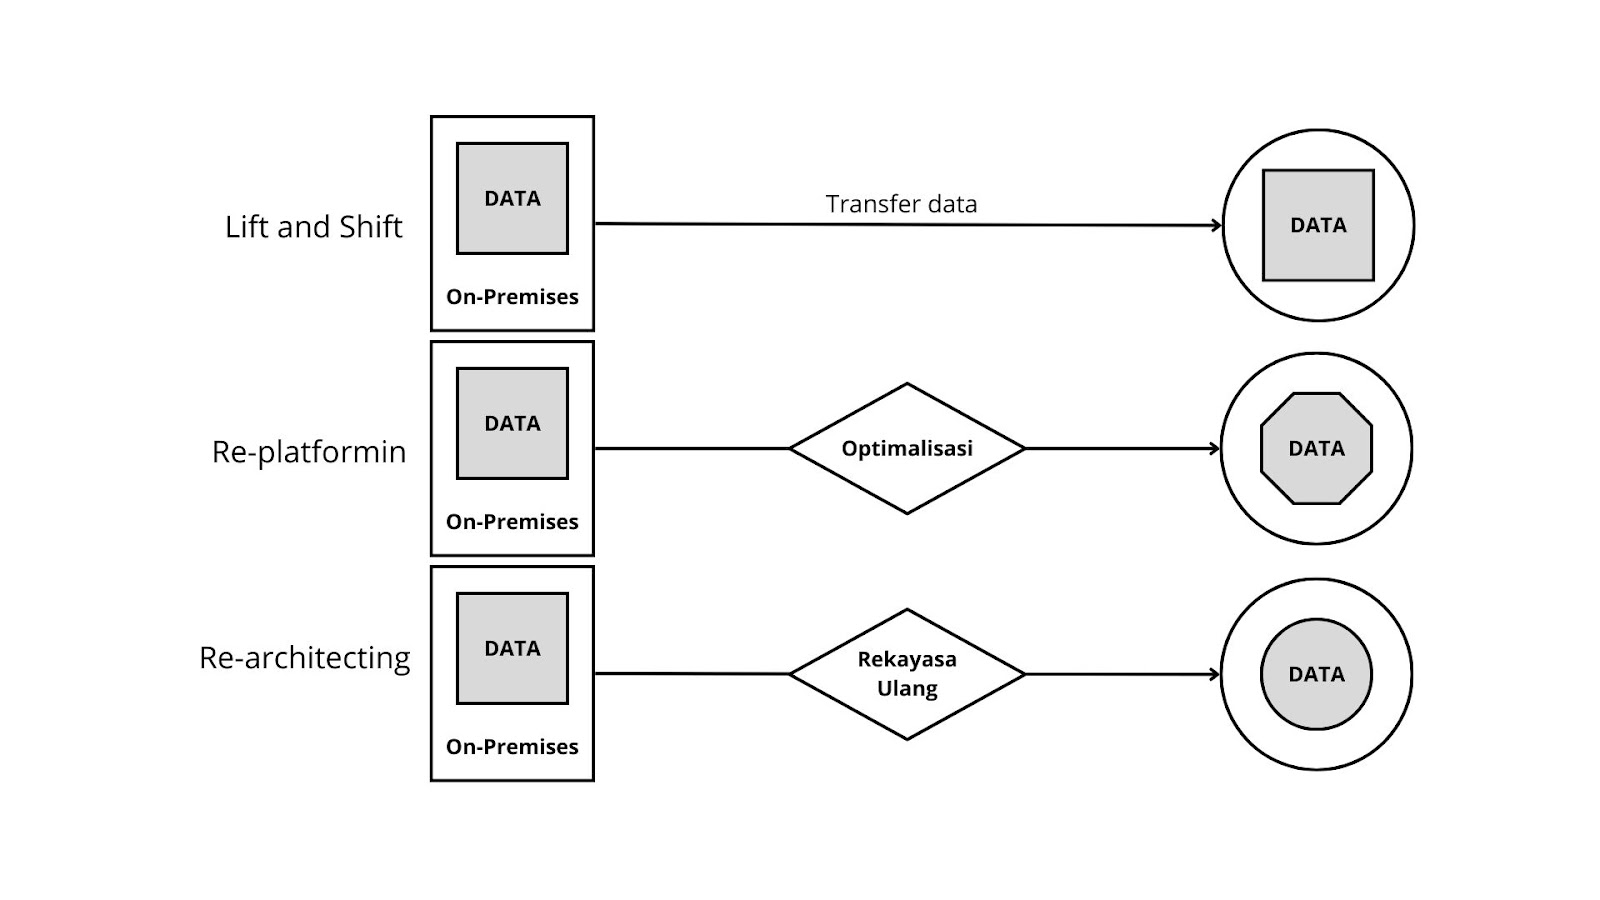 Lift and Shift
DATA
On-Premises
Transfer data
DATA
Re-platformin
DATA
On-Premises
Optimalisasi
DATA
Re-architecting
DATA
On-Premises
Rekayasa
Ulang
DATA